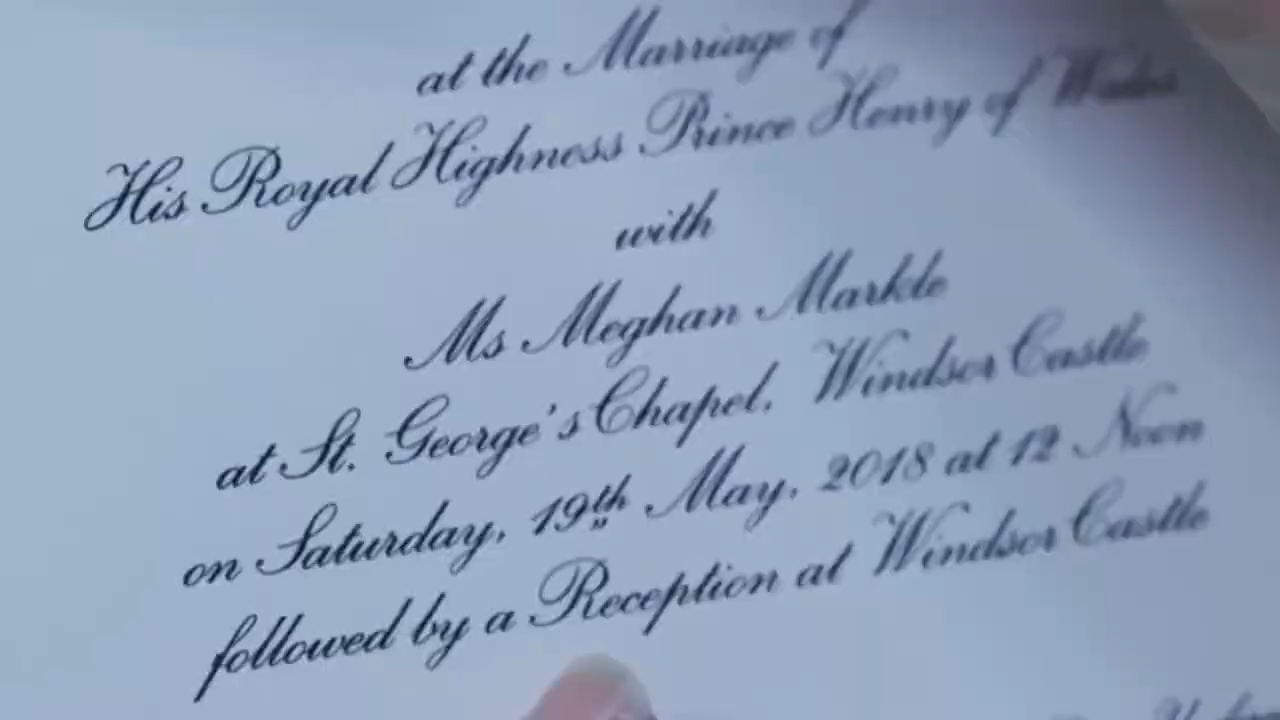 at the Marriage of
His Royal Highness Prince Henry of Wales
with
Ms Meghan Markle
at St. George's Chapel, Windsor Castle
on Saturday, 19th May, 2018 at 12 Noon
followed by a Reception at Windsor Castle